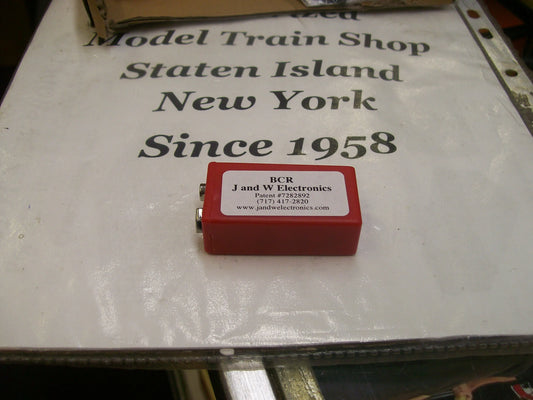 Model Train Shop
Staten Island
New York
Since 1958
BCR
J and W Electronics
Patent #7282892
(717) 417-2820
www.jandwelectronics.com